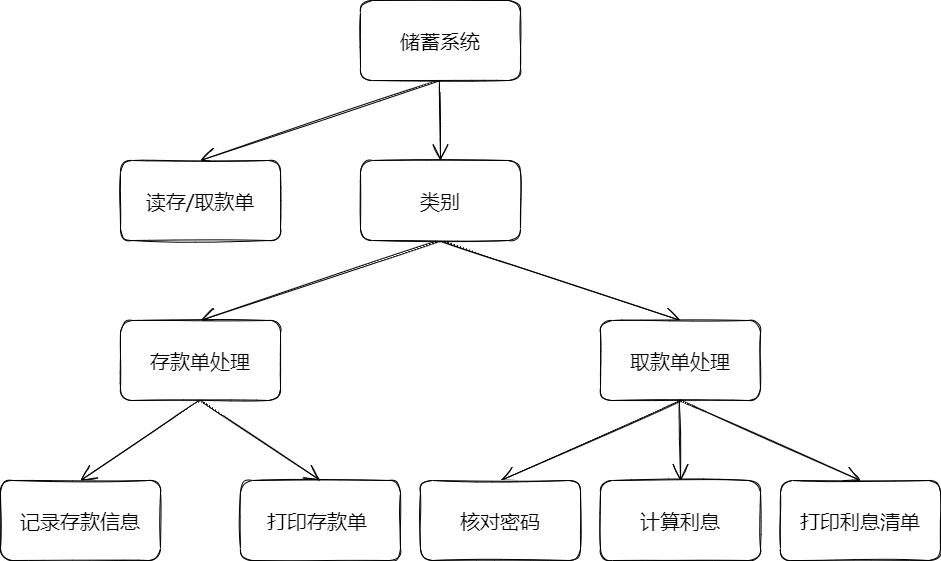 储蓄系统
读存/取款单
类别
存款单处理
取款单处理
记录存款信息
打印存款单
核对密码
计算利息
打印利息清单